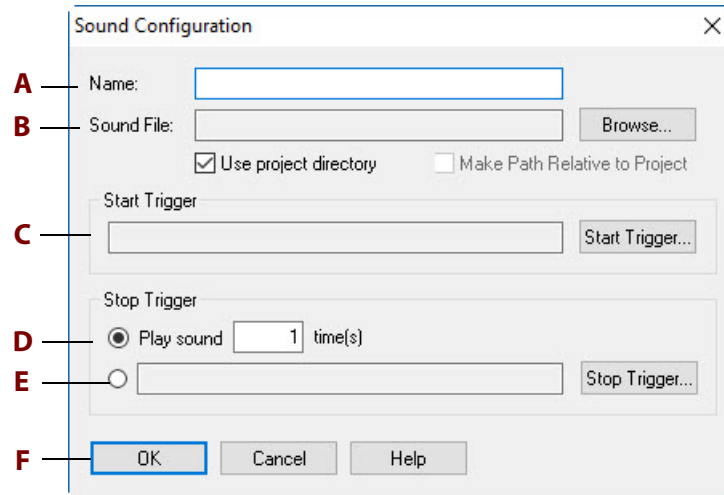 Sound Configuration
A Name:
B Sound File: Browse...
Use project directory Make Path Relative to Project
Start Trigger
C Start Trigger...
Stop Trigger
D Play sound 1 time(s)
E Stop Trigger...
F OK Cancel Help